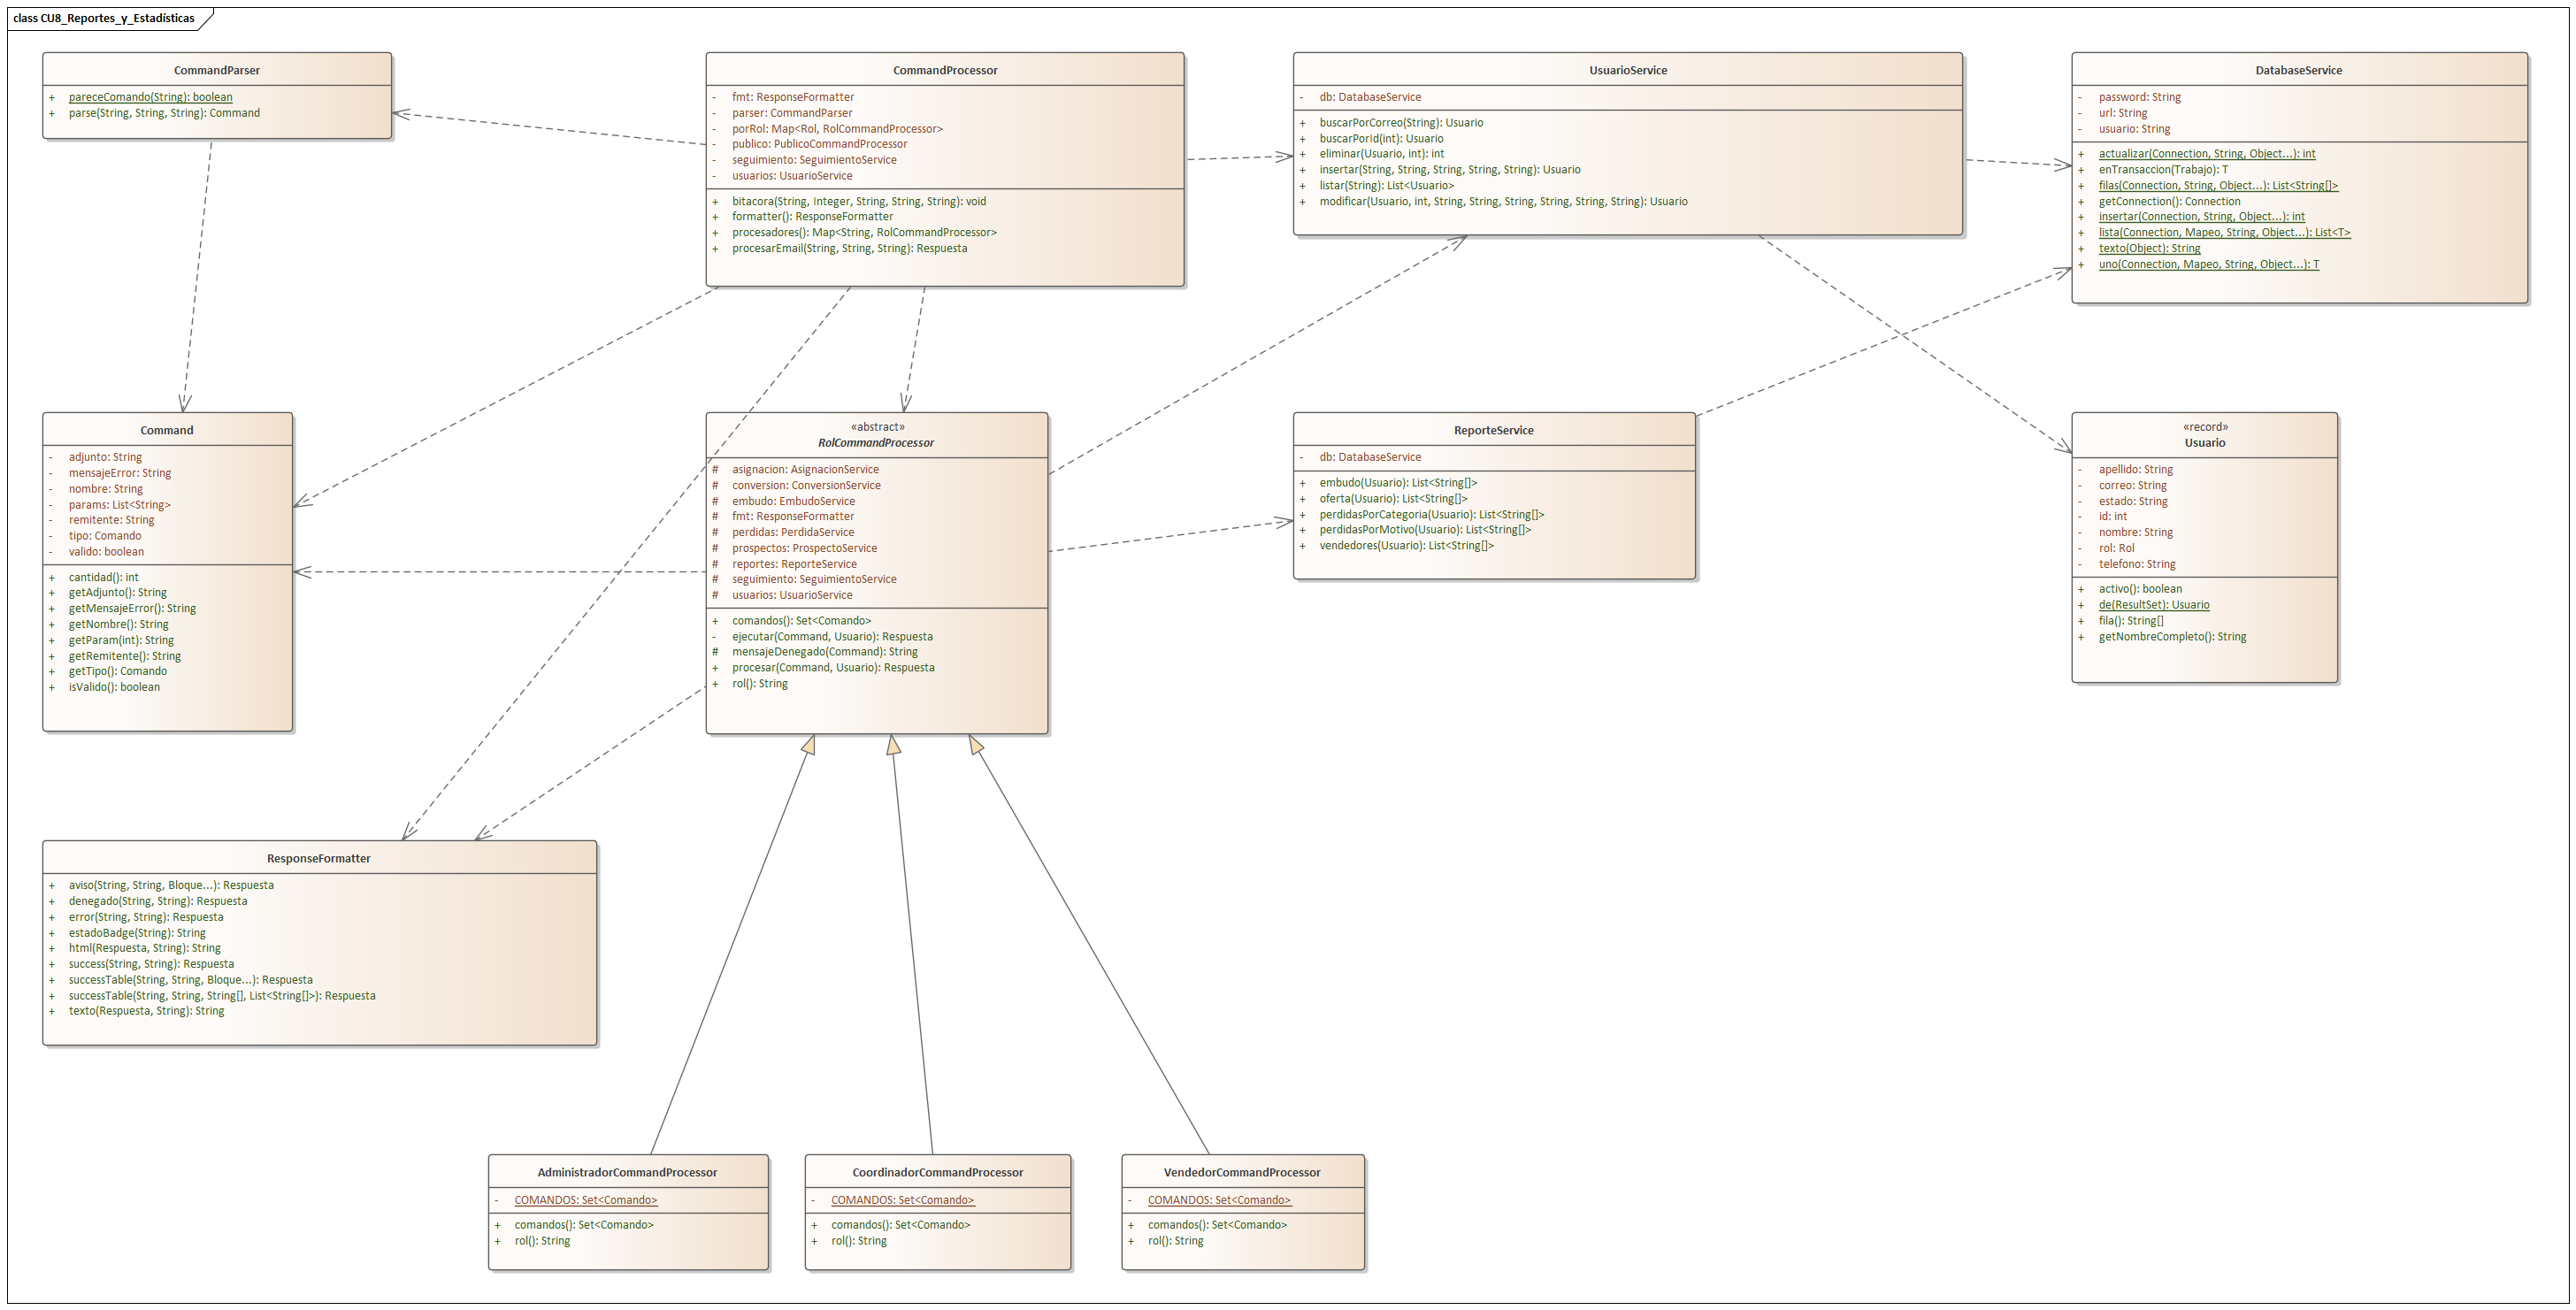 class CU8_Reportes_y_Estadísticas
CommandParser
+ pareceComando(String): boolean
+ parse(String, String, String): Command
CommandProcessor
- fmt: ResponseFormatter
- parser: CommandParser
- porRol: Map<Rol, RolCommandProcessor>
- publico: PublicoCommandProcessor
- seguimiento: SeguimientoService
- usuarios: UsuarioService
+ bitacora(String, Integer, String, String, String): void
+ formatter(): ResponseFormatter
+ procesadores(): Map<String, RolCommandProcessor>
+ procesarEmail(String, String, String): Respuesta
UsuarioService
- db: DatabaseService
+ buscarPorCorreo(String): Usuario
+ buscarPorId(int): Usuario
+ eliminar(Usuario, int): int
+ insertar(String, String, String, String, String): Usuario
+ listar(String): List<Usuario>
+ modificar(Usuario, int, String, String, String, String, String, String): Usuario
DatabaseService
- password: String
- url: String
- usuario: String
+ actualizar(Connection, String, Object...): int
+ enTransaccion(Trabajo): T
+ filas(Connection, String, Object...): List<String[]>
+ getConnection(): Connection
+ insertar(Connection, String, Object...): int
+ lista(Connection, Mapeo, String, Object...): List<T>
+ texto(Object): String
+ uno(Connection, Mapeo, String, Object...): T
Command
- adjunto: String
- mensajeError: String
- nombre: String
- params: List<String>
- remitente: String
- tipo: Comando
- valido: boolean
+ cantidad(): int
+ getAdjunto(): String
+ getMensajeError(): String
+ getNombre(): String
+ getParam(int): String
+ getRemitente(): String
+ getTipo(): Comando
+ isValido(): boolean
«abstract»
RolCommandProcessor
# asignacion: AsignacionService
# conversion: ConversionService
# embudo: EmbudoService
# fmt: ResponseFormatter
# perdidas: PerdidaService
# prospectos: ProspectoService
# reportes: ReporteService
# seguimiento: SeguimientoService
# usuarios: UsuarioService
+ comandos(): Set<Comando>
- ejecutar(Command, Usuario): Respuesta
# mensajeDenegado(Command): String
+ procesar(Command, Usuario): Respuesta
+ rol(): String
ReporteService
- db: DatabaseService
+ embudo(Usuario): List<String[]>
+ oferta(Usuario): List<String[]>
+ perdidasPorCategoria(Usuario): List<String[]>
+ perdidasPorMotivo(Usuario): List<String[]>
+ vendedores(Usuario): List<String[]>
«record»
Usuario
- apellido: String
- correo: String
- estado: String
- id: int
- nombre: String
- rol: Rol
- telefono: String
+ activo(): boolean
+ de(ResultSet): Usuario
+ fila(): String[]
+ getNombreCompleto(): String
ResponseFormatter
+ aviso(String, String, Bloque...): Respuesta
+ denegado(String, String): Respuesta
+ error(String, String): Respuesta
+ estadoBadge(String): String
+ html(Respuesta, String): String
+ success(String, String): Respuesta
+ successTable(String, String, Bloque...): Respuesta
+ successTable(String, String, String[], List<String[]>): Respuesta
+ texto(Respuesta, String): String
AdministradorCommandProcessor
- COMANDOS: Set<Comando>
+ comandos(): Set<Comando>
+ rol(): String
CoordinadorCommandProcessor
- COMANDOS: Set<Comando>
+ comandos(): Set<Comando>
+ rol(): String
VendedorCommandProcessor
- COMANDOS: Set<Comando>
+ comandos(): Set<Comando>
+ rol(): String